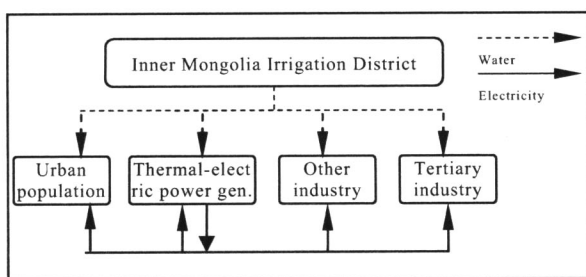 Inner Mongolia Irrigation District
Water
Electricity
Urban
population
Thermal-elect
ric power gen.
Other
industry
Tertiary
industry